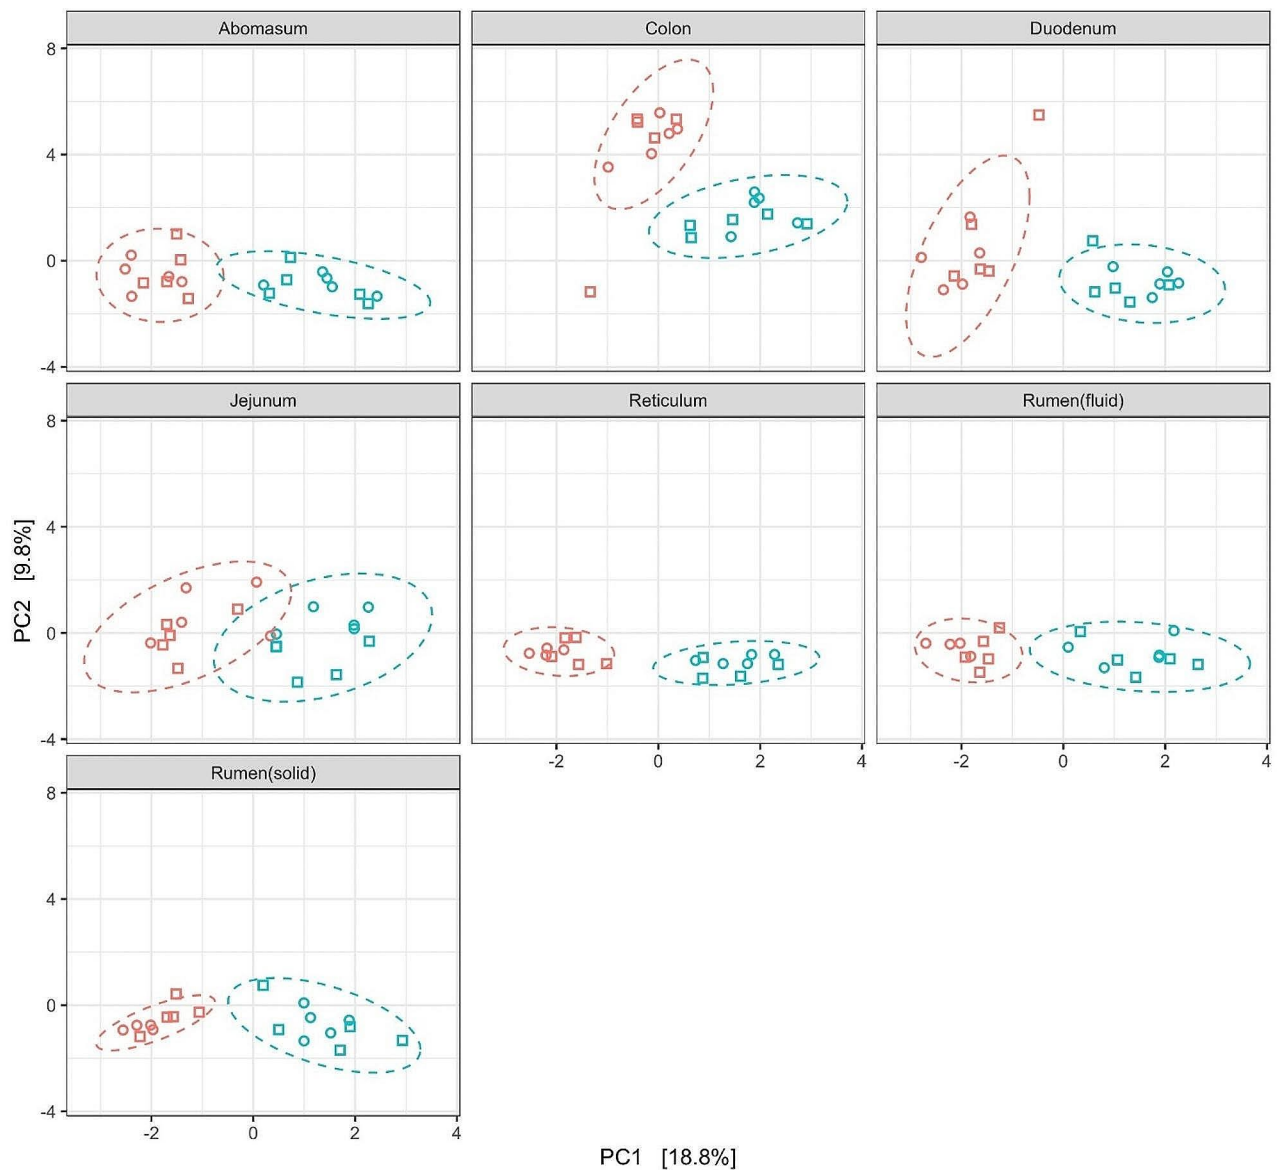 Abomasum
Colon
Duodenum
8
4
0
-4
Jejunum
Reticulum
Rumen(fluid)
8
4
0
-4
-2 0 2 4
-2 0 2 4
Rumen(solid)
8
4
0
-4
-2 0 2 4
PC2 [9.8%]
PC1 [18.8%]